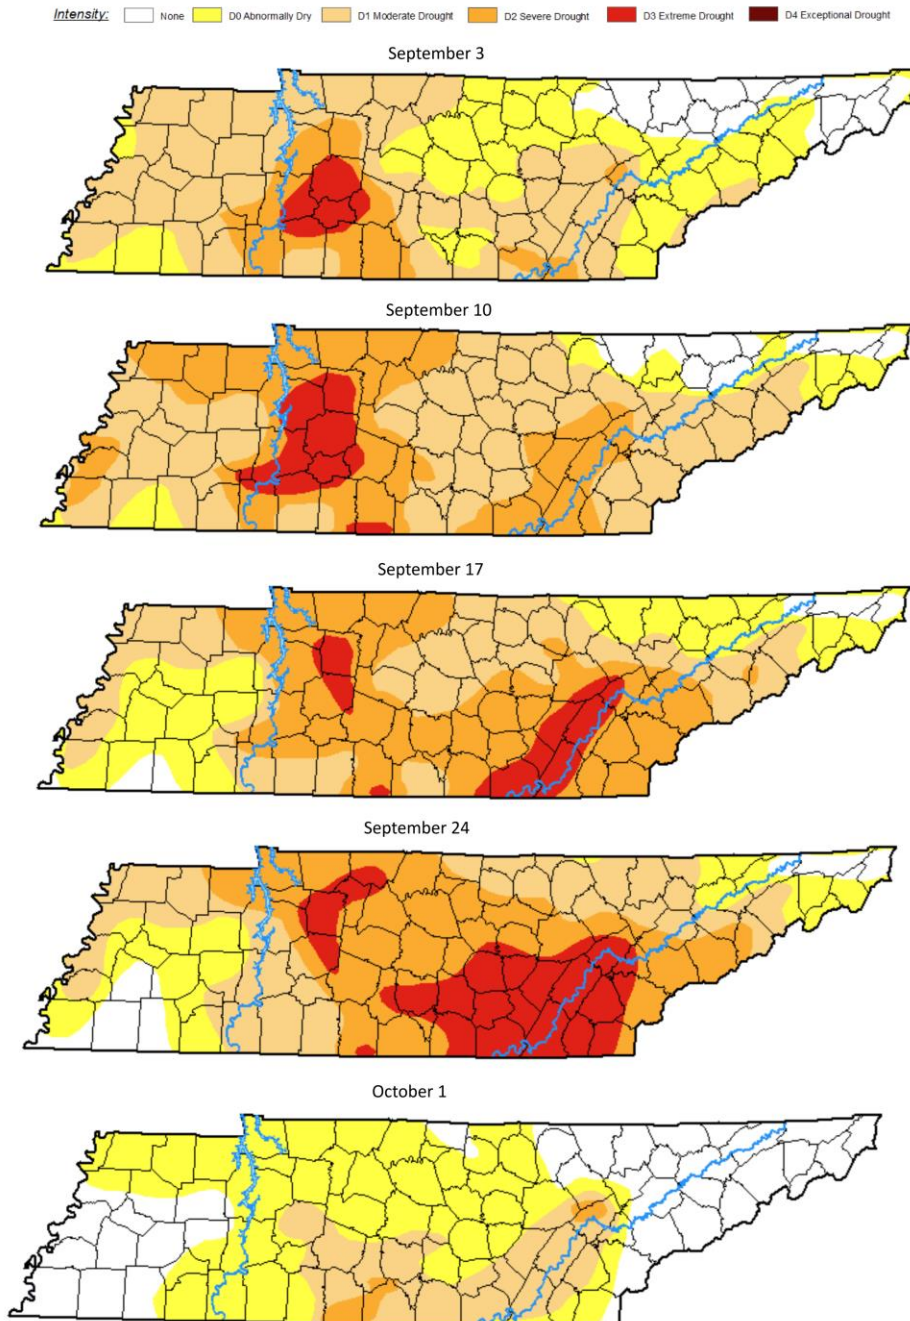 Intensity: None D0 Abnormally Dry D1 Moderate Drought D2 Severe Drought D3 Extreme Drought D4 Exceptional Drought
September 3
September 10
September 17
September 24
October 1